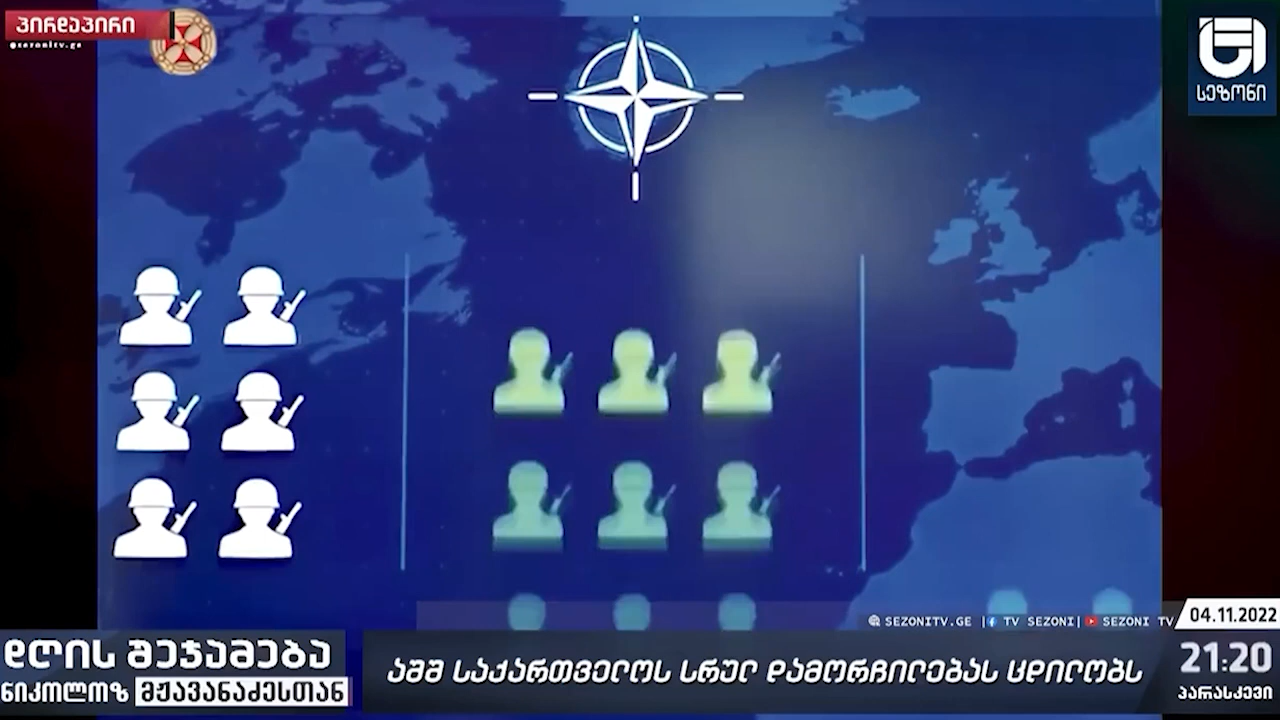 პირდაპირი
@sezonitv.ge
სეზონი
SEZONITV.GE | TV SEZONI| SEZONI TV
04.11.2022
დღის შეჯამება
ნიკოლოზ მჟავანაძესთან
აშშ საქართველოს სრულ დამორჩილებას ცდილობს
21:20
პარასკევი